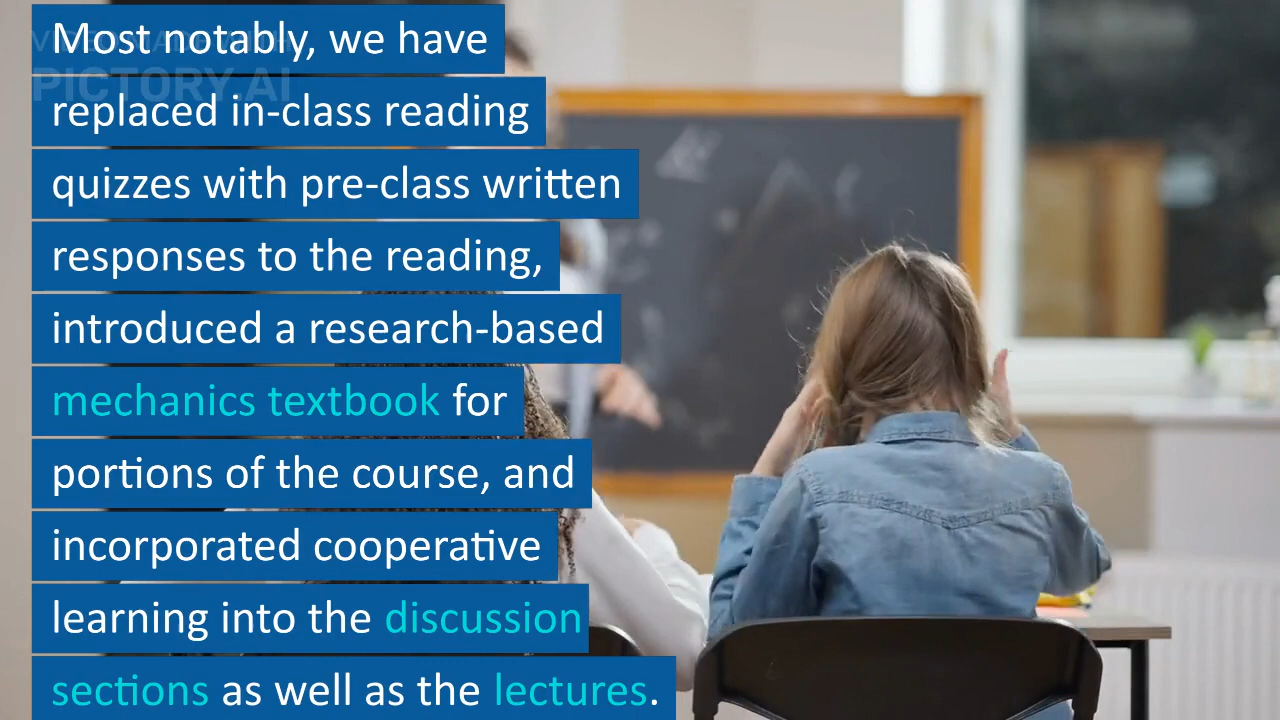 Most notably, we have
replaced in-class reading
quizzes with pre-class written
responses to the reading,
introduced a research-based
mechanics textbook for
portions of the course, and
incorporated cooperative
learning into the discussion
sections as well as the lectures.
PICTORY.AI